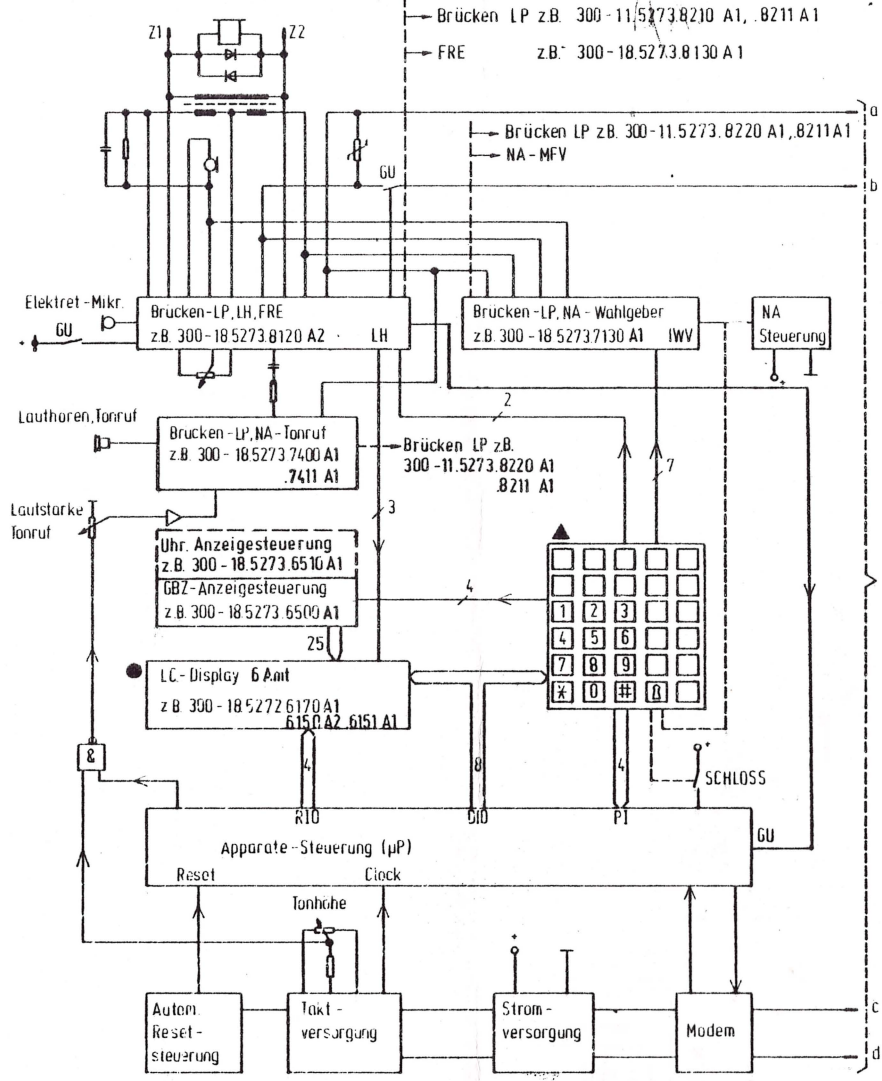 Brücken LP z.B. 300-11.5273.8210 A1, .8211 A1
Z1 Z2
FRE z.B. 300-18.5273.8130 A1
a
Brücken LP z.B. 300-11.5273.8220 A1,.8211 A1
NA-MFV
GU
b
Elektret-Mikr.
GU
+
Brücken-LP, LH, FRE
z.B. 300-18.5273.8120 A2 LH
Brücken-LP, NA-Wahlgeber
z.B. 300-18.5273.7130 A1 IWV
NA
Steuerung
+
2
Lauthören, Tonruf
Brücken-LP, NA-Tonruf
z.B. 300-18.5273.7400 A1
.7411 A1
Brücken LP z.B.
300-11.5273.8220 A1
.8211 A1
7
Lautstärke
Tonruf
3
Uhr. Anzeigesteuerung
z.B. 300-18.5273.6510 A1
GBZ-Anzeigesteuerung
z.B. 300-18.5273.6500 A1
4
25
1 2 3
4 5 6
7 8 9
* 0 #
LC-Display 6 Amt
z.B. 300-18.5272.6170 A1
6150 A2 .6151 A1
&
4
8
4
+
SCHLOSS
RIO DIO PI
Apparate-Steuerung (µP)
GU
Reset Clock
Tonhöhe
+
Autom.
Reset-
steuerung
Takt-
versorgung
Strom-
versorgung
Modem
c
d